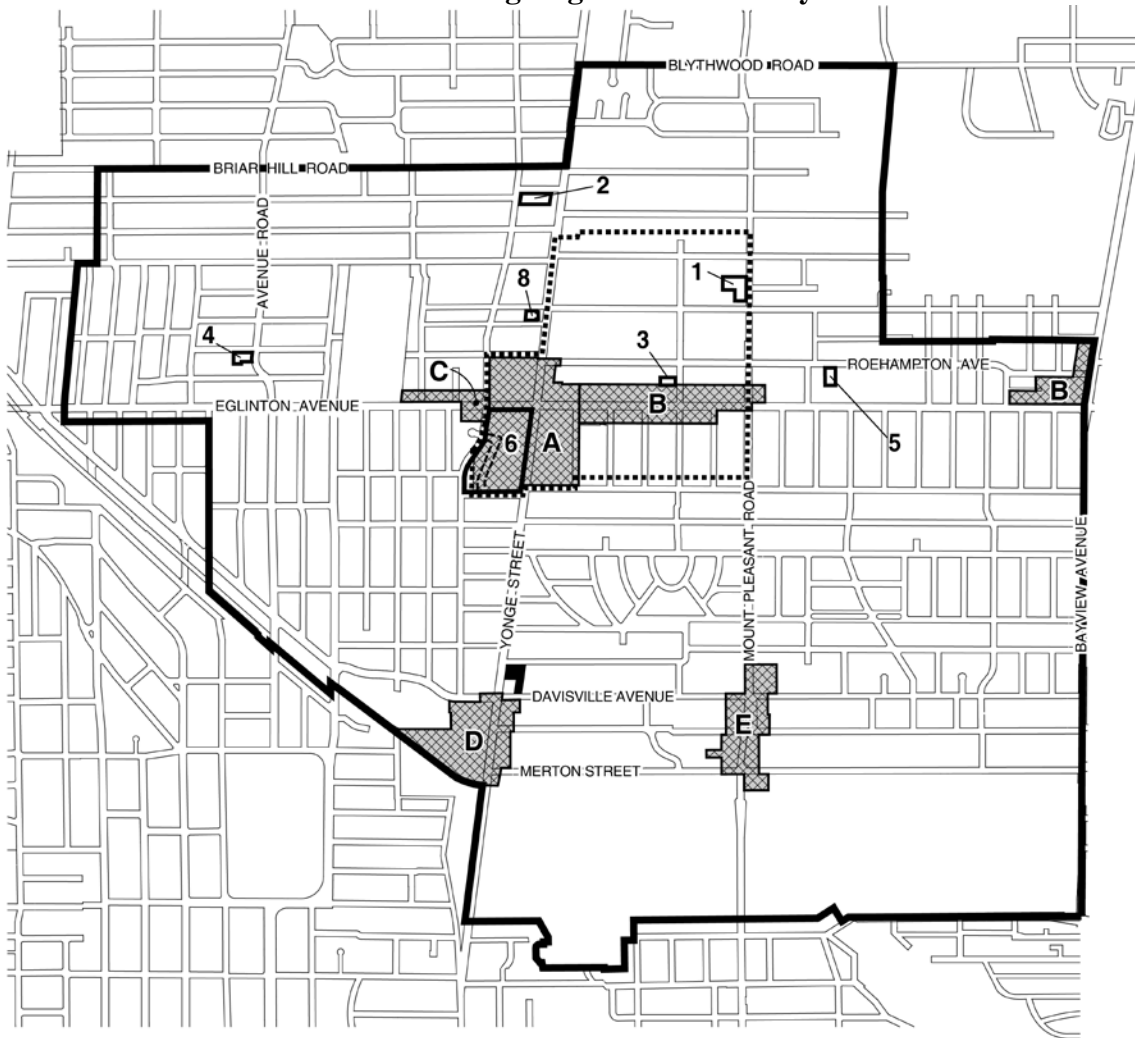 BLYTHWOOD ROAD
BRIAR HILL ROAD
2
AVENUE ROAD
1
8
4
3
ROEHAMPTON AVE
C
EGLINTON AVENUE
B
B
6
A
5
MOUNT PLEASANT ROAD
YONGE STREET
BAYVIEW AVENUE
DAVISVILLE AVENUE
D
E
MERTON STREET